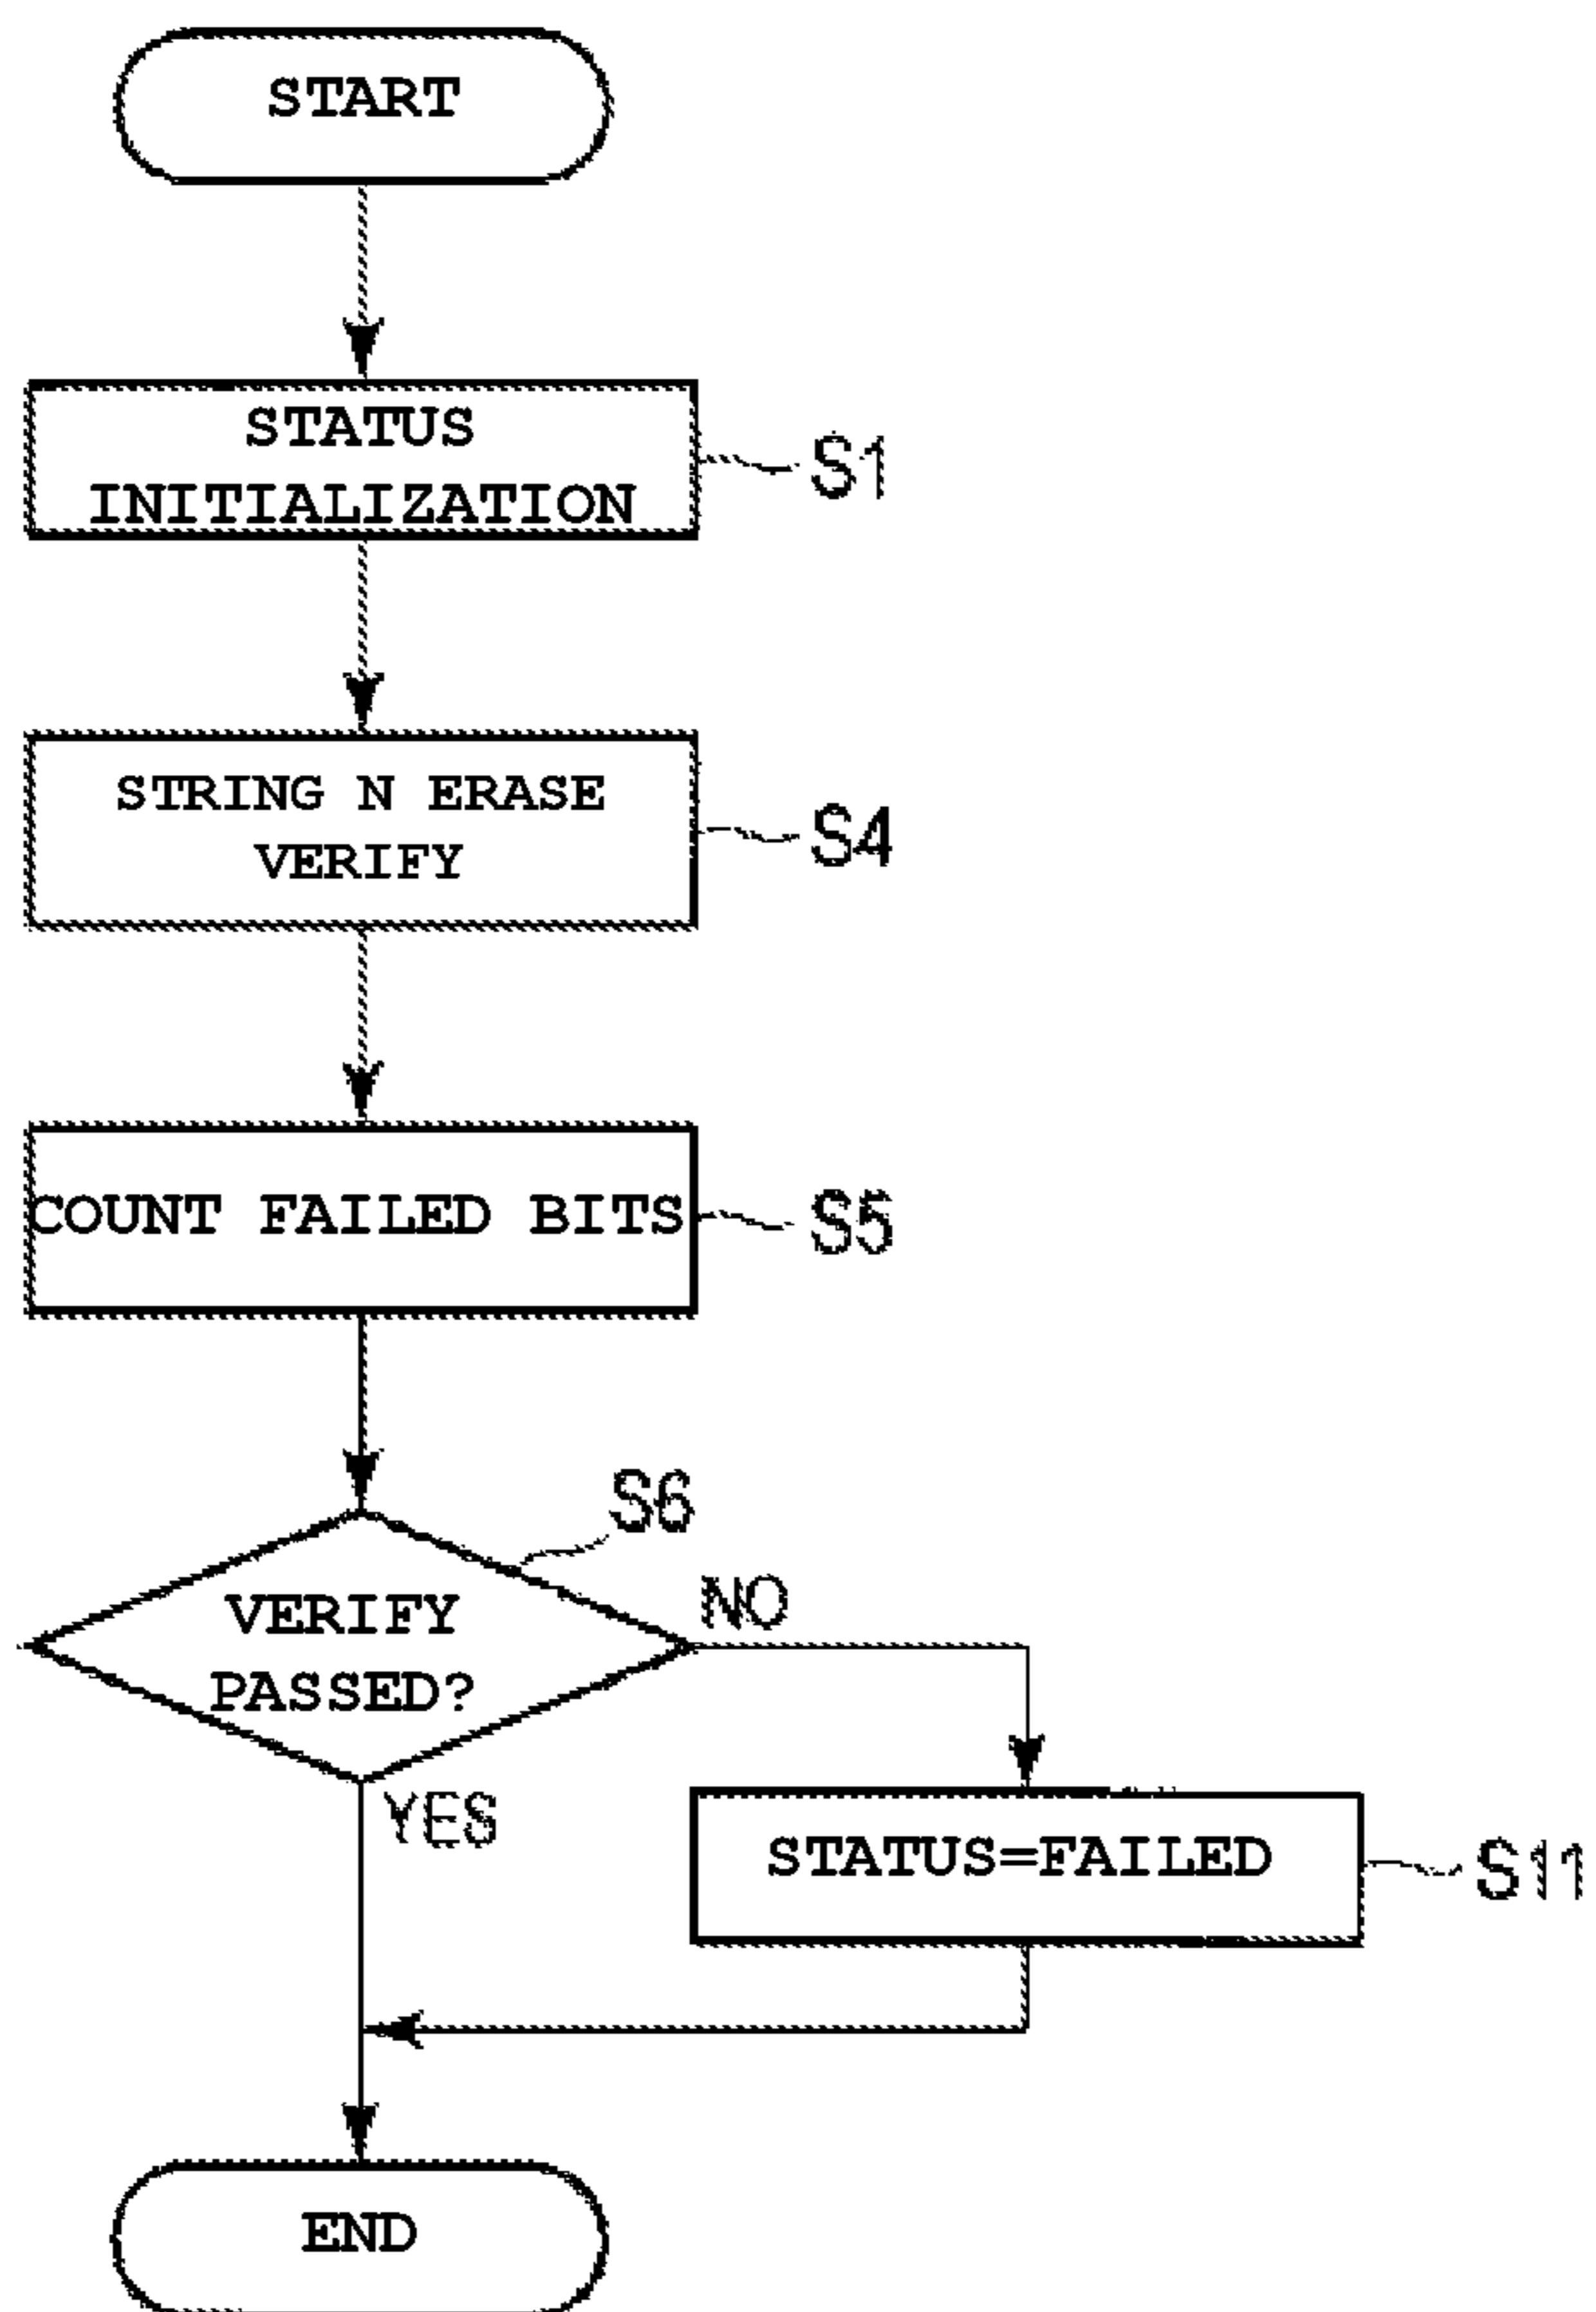 START
STATUS
INITIALIZATION
S1
STRING N ERASE
VERIFY
S4
COUNT FAILED BITS
S5
S6
VERIFY
PASSED?
NO
YES
STATUS=FAILED
S11
END